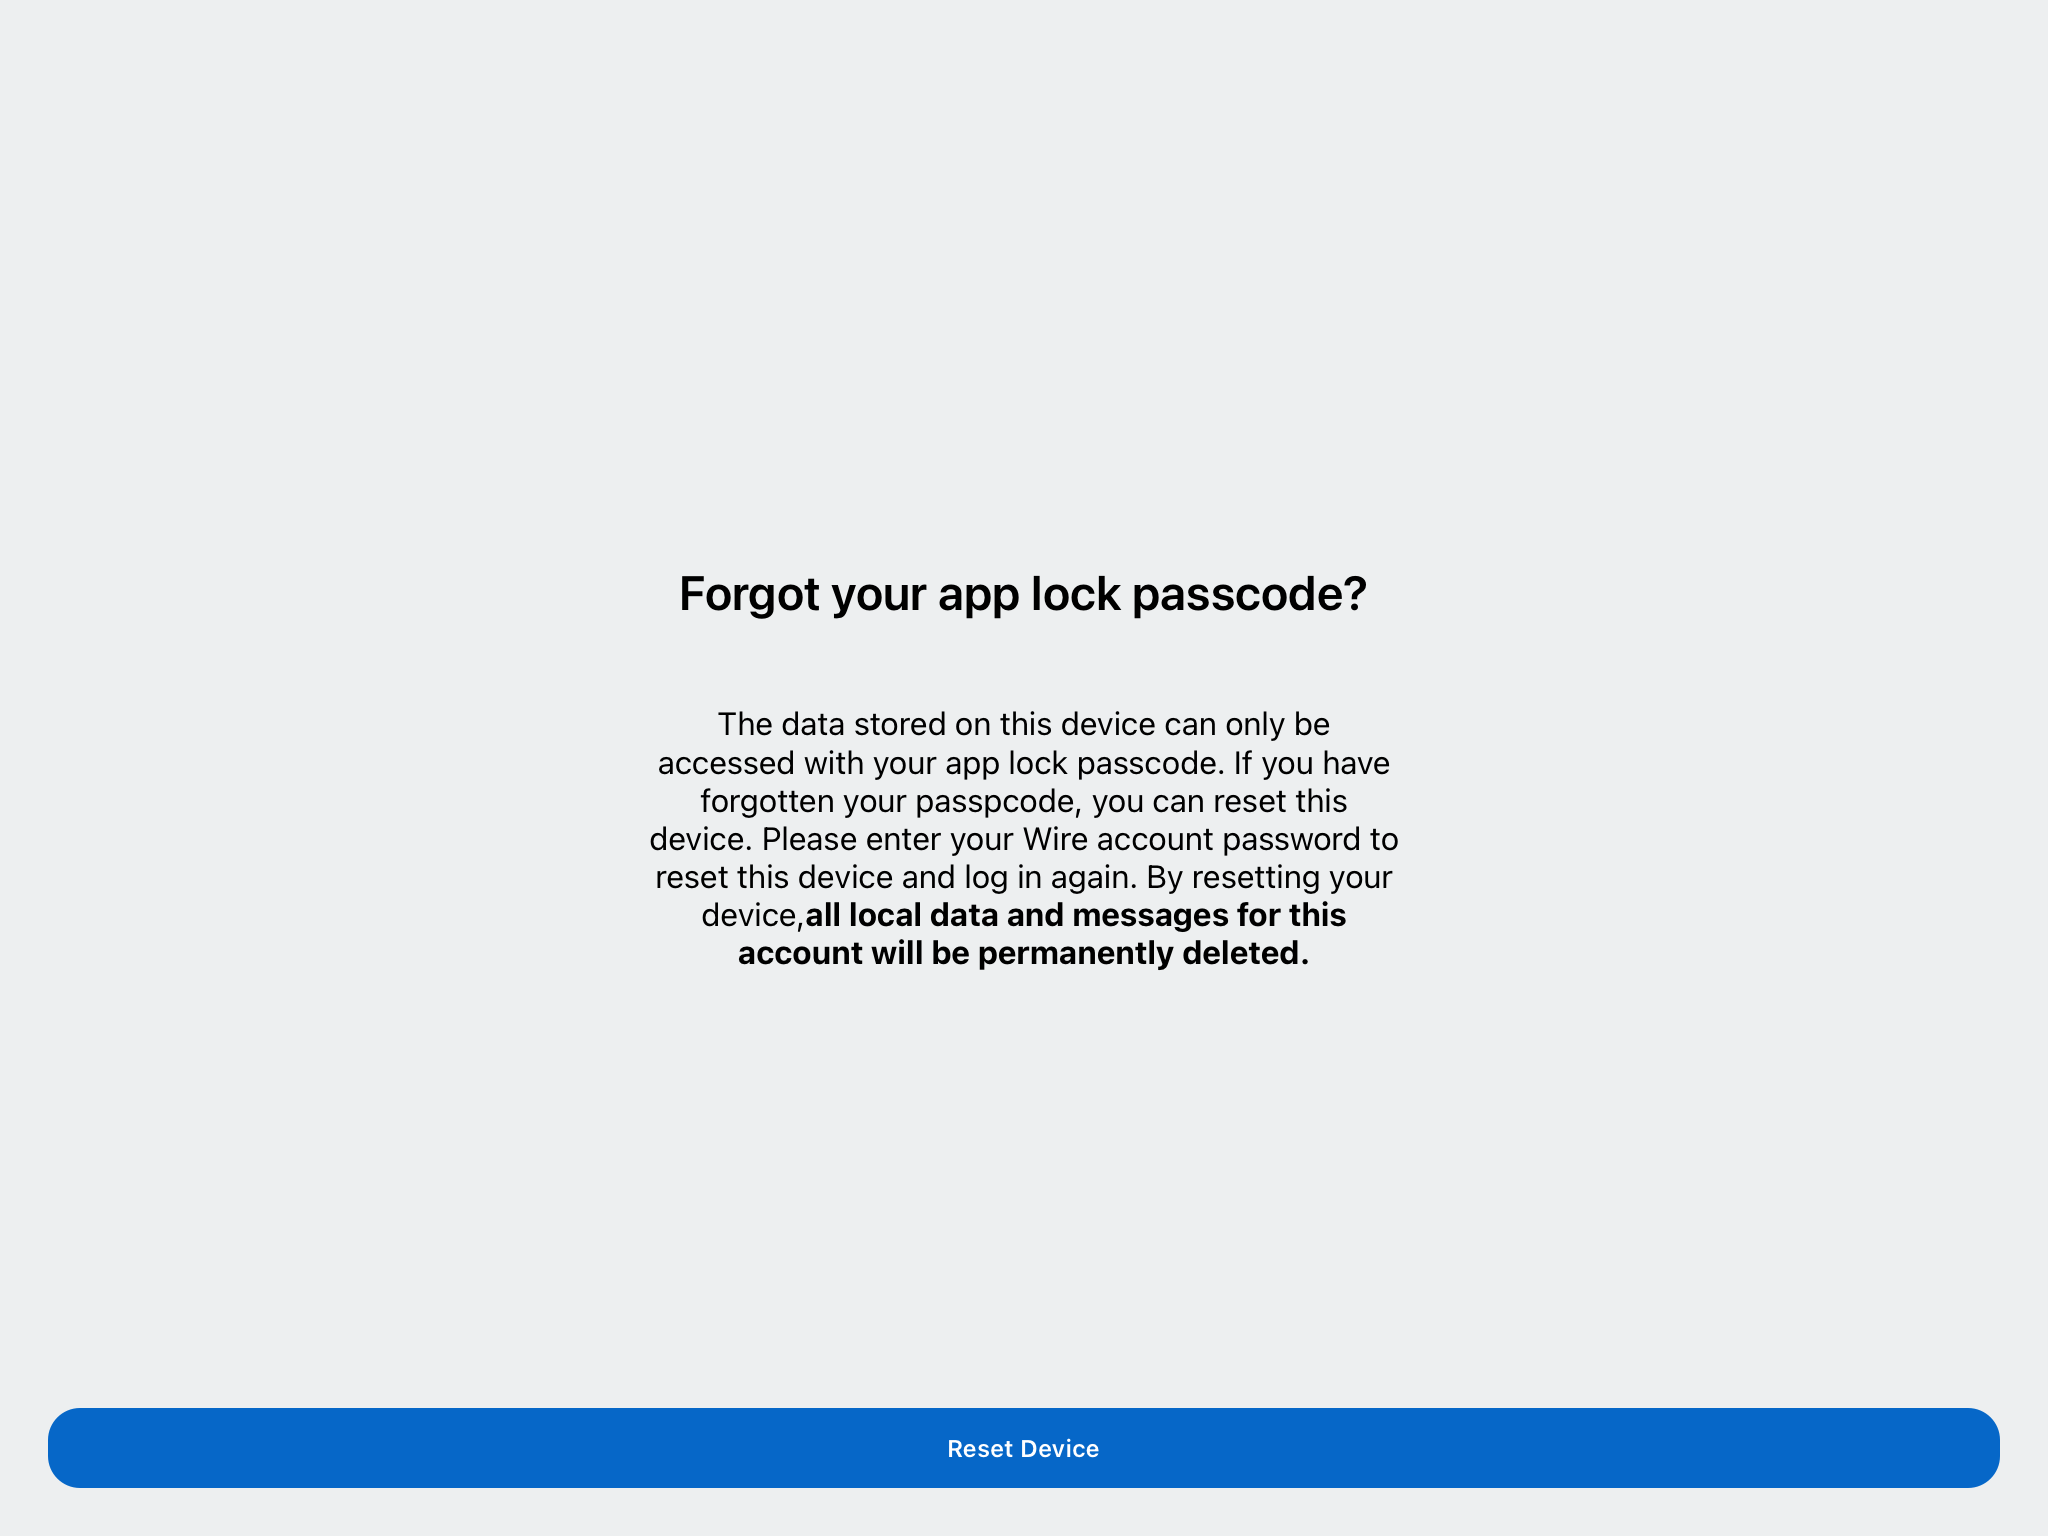 Forgot your app lock passcode?
The data stored on this device can only be
accessed with your app lock passcode. If you have
forgotten your passpcode, you can reset this
device. Please enter your Wire account password to
reset this device and log in again. By resetting your
device,all local data and messages for this
account will be permanently deleted.
Reset Device